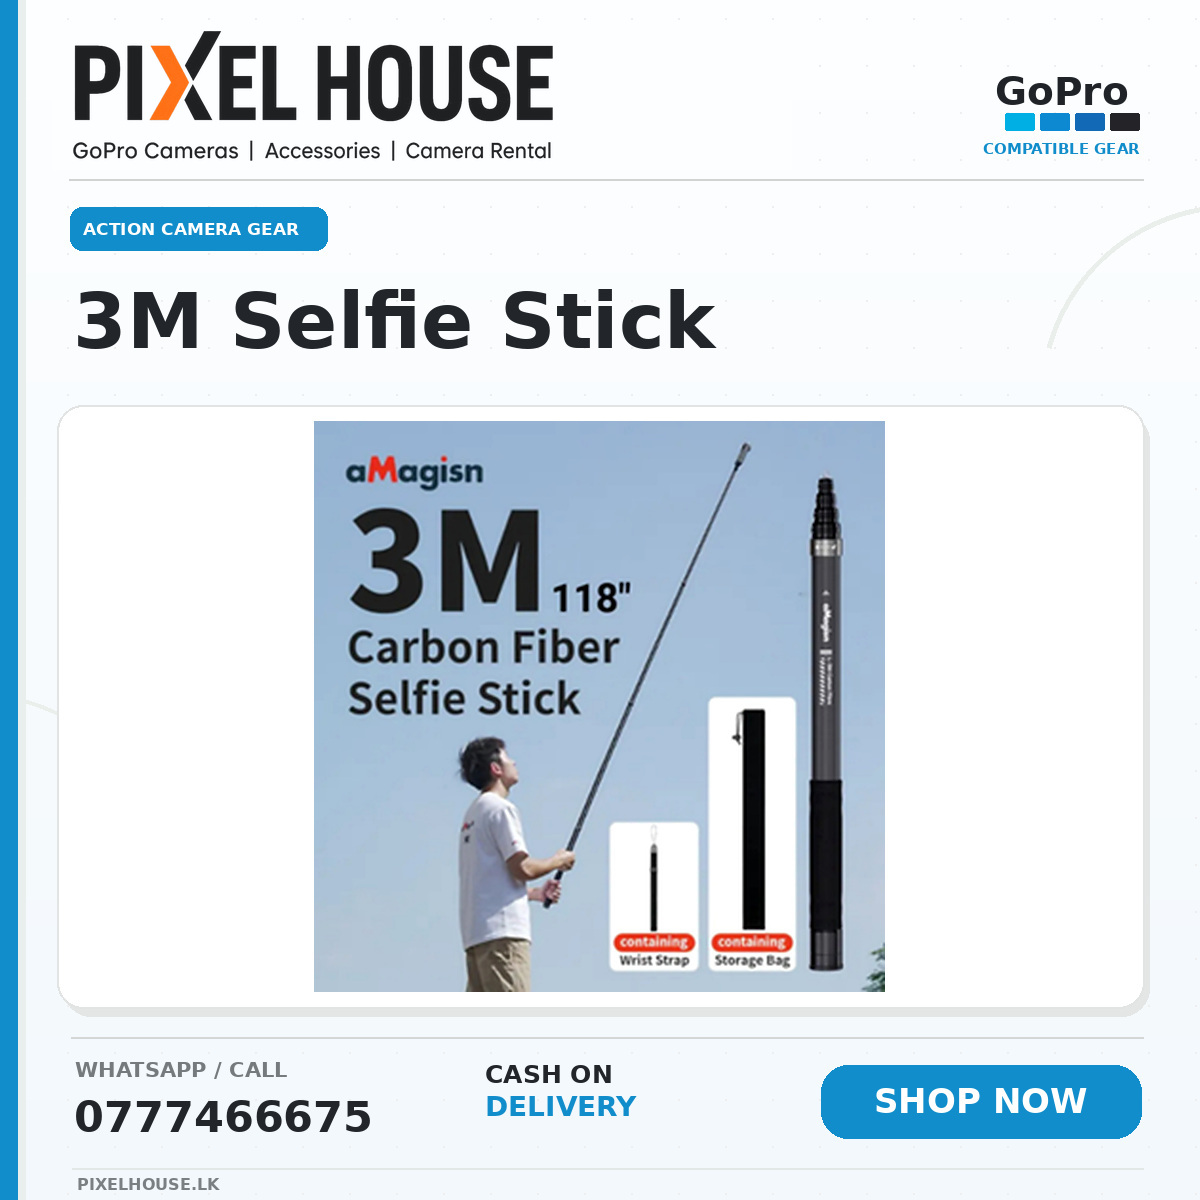 PIXEL HOUSE
GoPro Cameras | Accessories | Camera Rental
GoPro
COMPATIBLE GEAR
ACTION CAMERA GEAR
3M Selfie Stick
aMagisn
3M 118"
Carbon Fiber
Selfie Stick
aMagisn
containing
Wrist Strap
containing
Storage Bag
WHATSAPP / CALL
0777466675
CASH ON
DELIVERY
SHOP NOW
PIXELHOUSE.LK